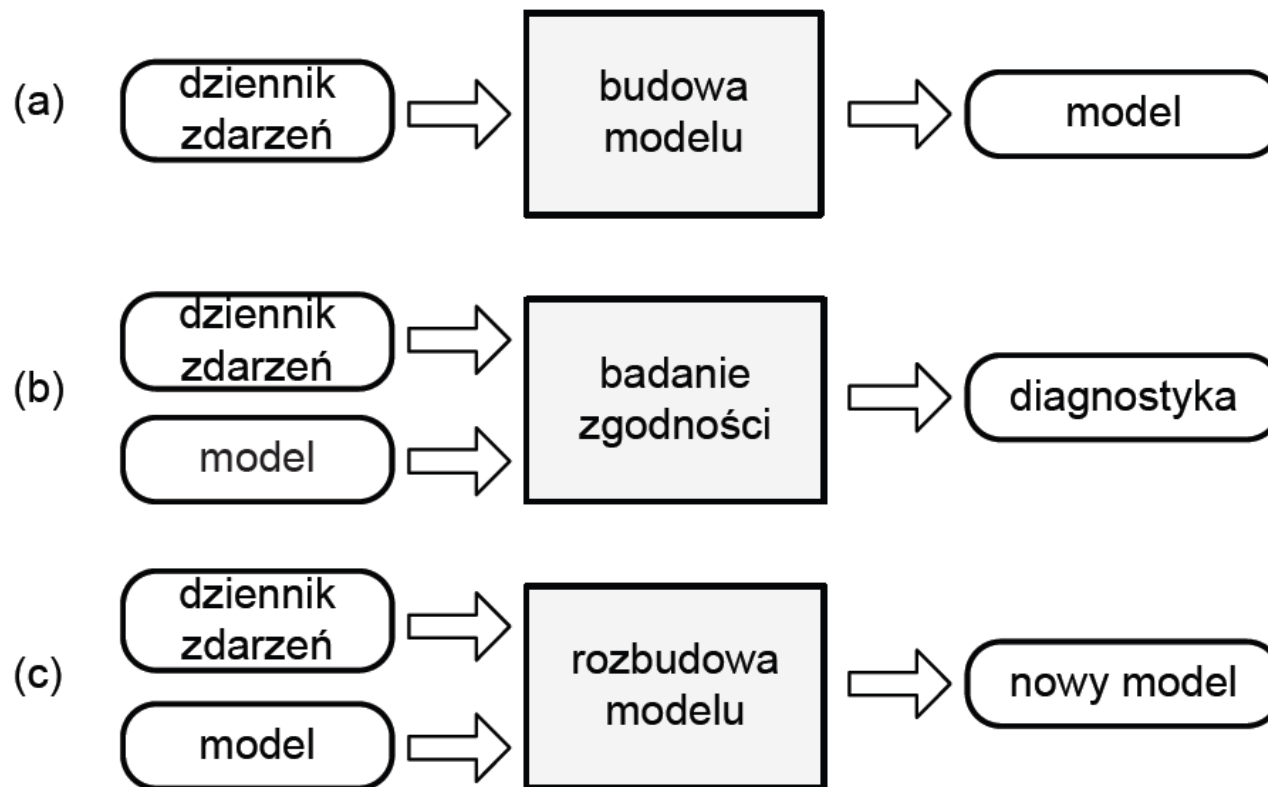 (a)
dziennik
zdarzeń
budowa
modelu
model
(b)
dziennik
zdarzeń
model
badanie
zgodności
diagnostyka
(c)
dziennik
zdarzeń
model
rozbudowa
modelu
nowy model